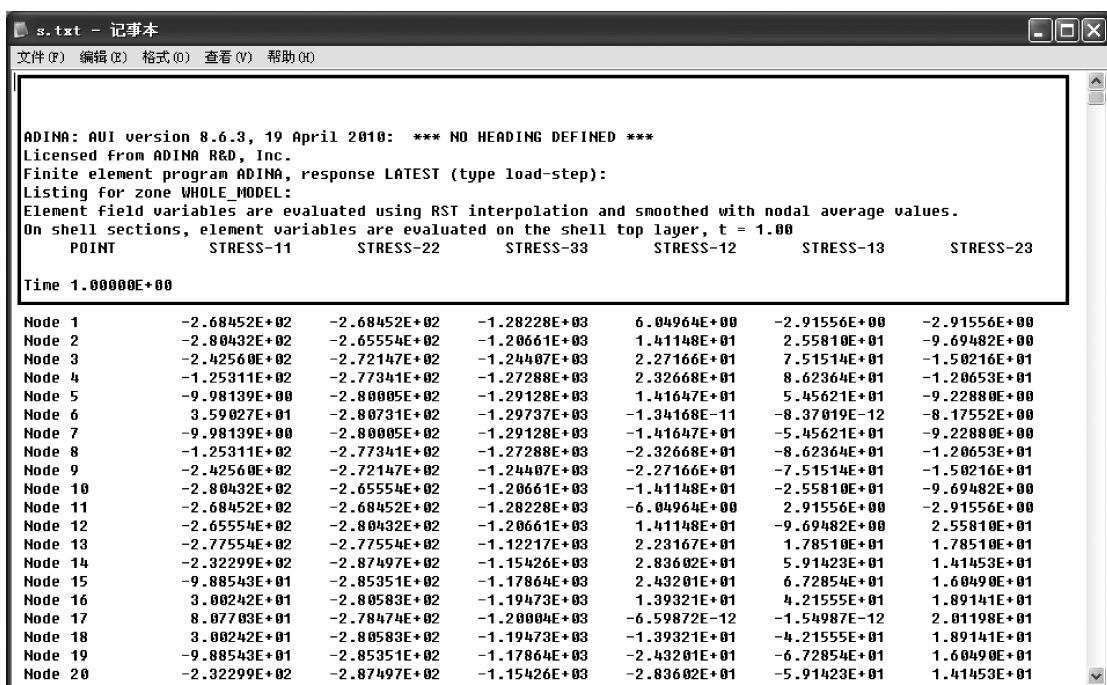 s.txt - 记事本
文件(F) 编辑(E) 格式(O) 查看(V) 帮助(H)
ADINA: AUI version 8.6.3, 19 April 2010: *** NO HEADING DEFINED ***
Licensed from ADINA R&D, Inc.
Finite element program ADINA, response LATEST (type load-step):
Listing for zone WHOLE_MODEL:
Element field variables are evaluated using RST interpolation and smoothed with nodal average values.
On shell sections, element variables are evaluated on the shell top layer, t = 1.00
POINT STRESS-11 STRESS-22 STRESS-33 STRESS-12 STRESS-13 STRESS-23
Time 1.00000E+00
Node 1 -2.68452E+02 -2.68452E+02 -1.28228E+03 6.04964E+00 -2.91556E+00 -2.91556E+00
Node 2 -2.80432E+02 -2.65554E+02 -1.20661E+03 1.41148E+01 2.55810E+01 -9.69482E+00
Node 3 -2.42560E+02 -2.72147E+02 -1.24407E+03 2.27166E+01 7.51514E+01 -1.50216E+01
Node 4 -1.25311E+02 -2.77341E+02 -1.27288E+03 2.32668E+01 8.62364E+01 -1.20653E+01
Node 5 -9.98139E+00 -2.80005E+02 -1.29128E+03 1.41647E+01 5.45621E+01 -9.22880E+00
Node 6 3.59027E+01 -2.80731E+02 -1.29737E+03 -1.34168E-11 -8.37019E-12 -8.17552E+00
Node 7 -9.98139E+00 -2.80005E+02 -1.29128E+03 -1.41647E+01 -5.45621E+01 -9.22880E+00
Node 8 -1.25311E+02 -2.77341E+02 -1.27288E+03 -2.32668E+01 -8.62364E+01 -1.20653E+01
Node 9 -2.42560E+02 -2.72147E+02 -1.24407E+03 -2.27166E+01 -7.51514E+01 -1.50216E+01
Node 10 -2.80432E+02 -2.65554E+02 -1.20661E+03 -1.41148E+01 -2.55810E+01 -9.69482E+00
Node 11 -2.68452E+02 -2.68452E+02 -1.28228E+03 -6.04964E+00 2.91556E+00 -2.91556E+00
Node 12 -2.65554E+02 -2.80432E+02 -1.20661E+03 1.41148E+01 -9.69482E+00 2.55810E+01
Node 13 -2.77554E+02 -2.77554E+02 -1.12217E+03 2.23167E+01 1.78510E+01 1.78510E+01
Node 14 -2.32299E+02 -2.87497E+02 -1.15426E+03 2.83602E+01 5.91423E+01 1.41453E+01
Node 15 -9.88543E+01 -2.85351E+02 -1.17864E+03 2.43201E+01 6.72854E+01 1.60490E+01
Node 16 3.00242E+01 -2.80583E+02 -1.19473E+03 1.39321E+01 4.21555E+01 1.89141E+01
Node 17 8.07703E+01 -2.78474E+02 -1.20004E+03 -6.59872E-12 -1.54987E-12 2.01198E+01
Node 18 3.00242E+01 -2.80583E+02 -1.19473E+03 -1.39321E+01 -4.21555E+01 1.89141E+01
Node 19 -9.88543E+01 -2.85351E+02 -1.17864E+03 -2.43201E+01 -6.72854E+01 1.60490E+01
Node 20 -2.32299E+02 -2.87497E+02 -1.15426E+03 -2.83602E+01 -5.91423E+01 1.41453E+01